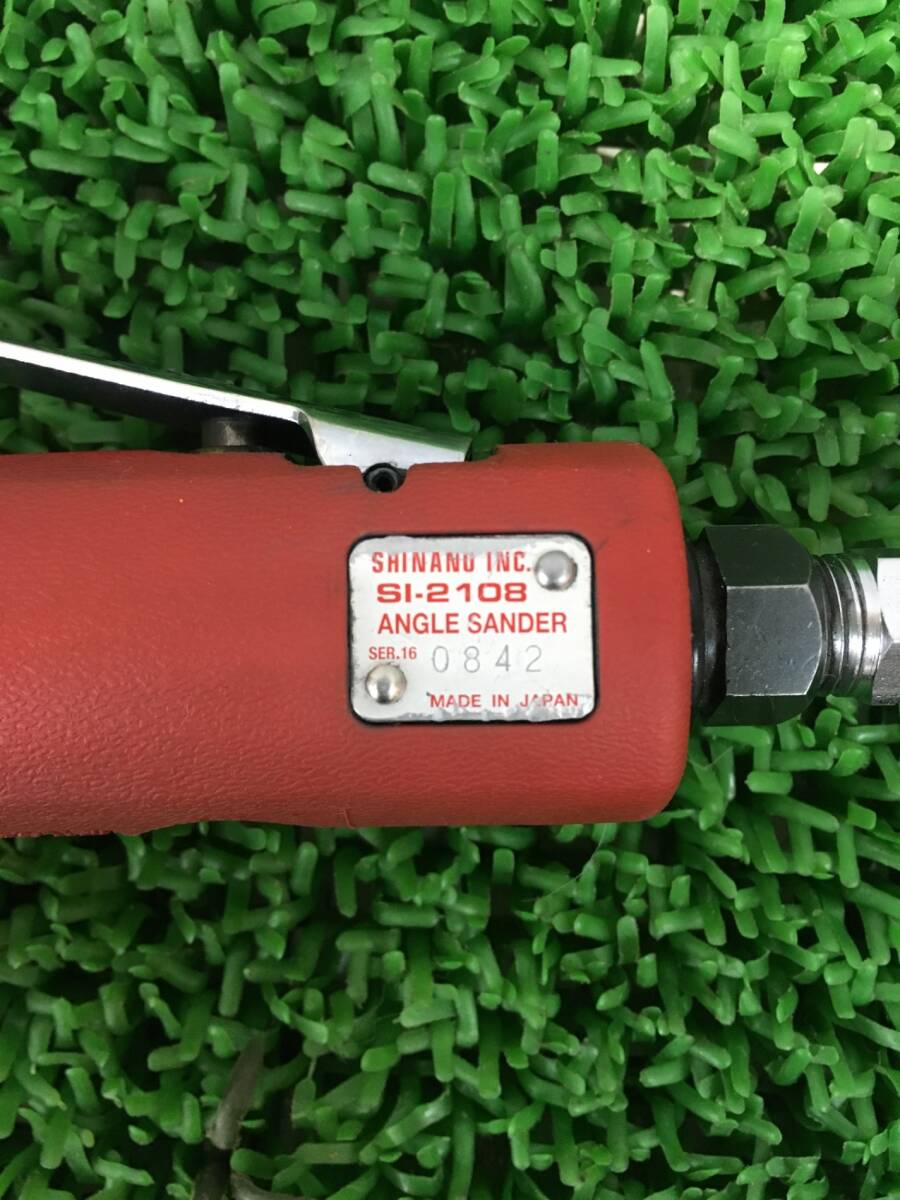 SHINANO INC.
SI-2108
ANGLE SANDER
SER.16 0842
MADE IN JAPAN